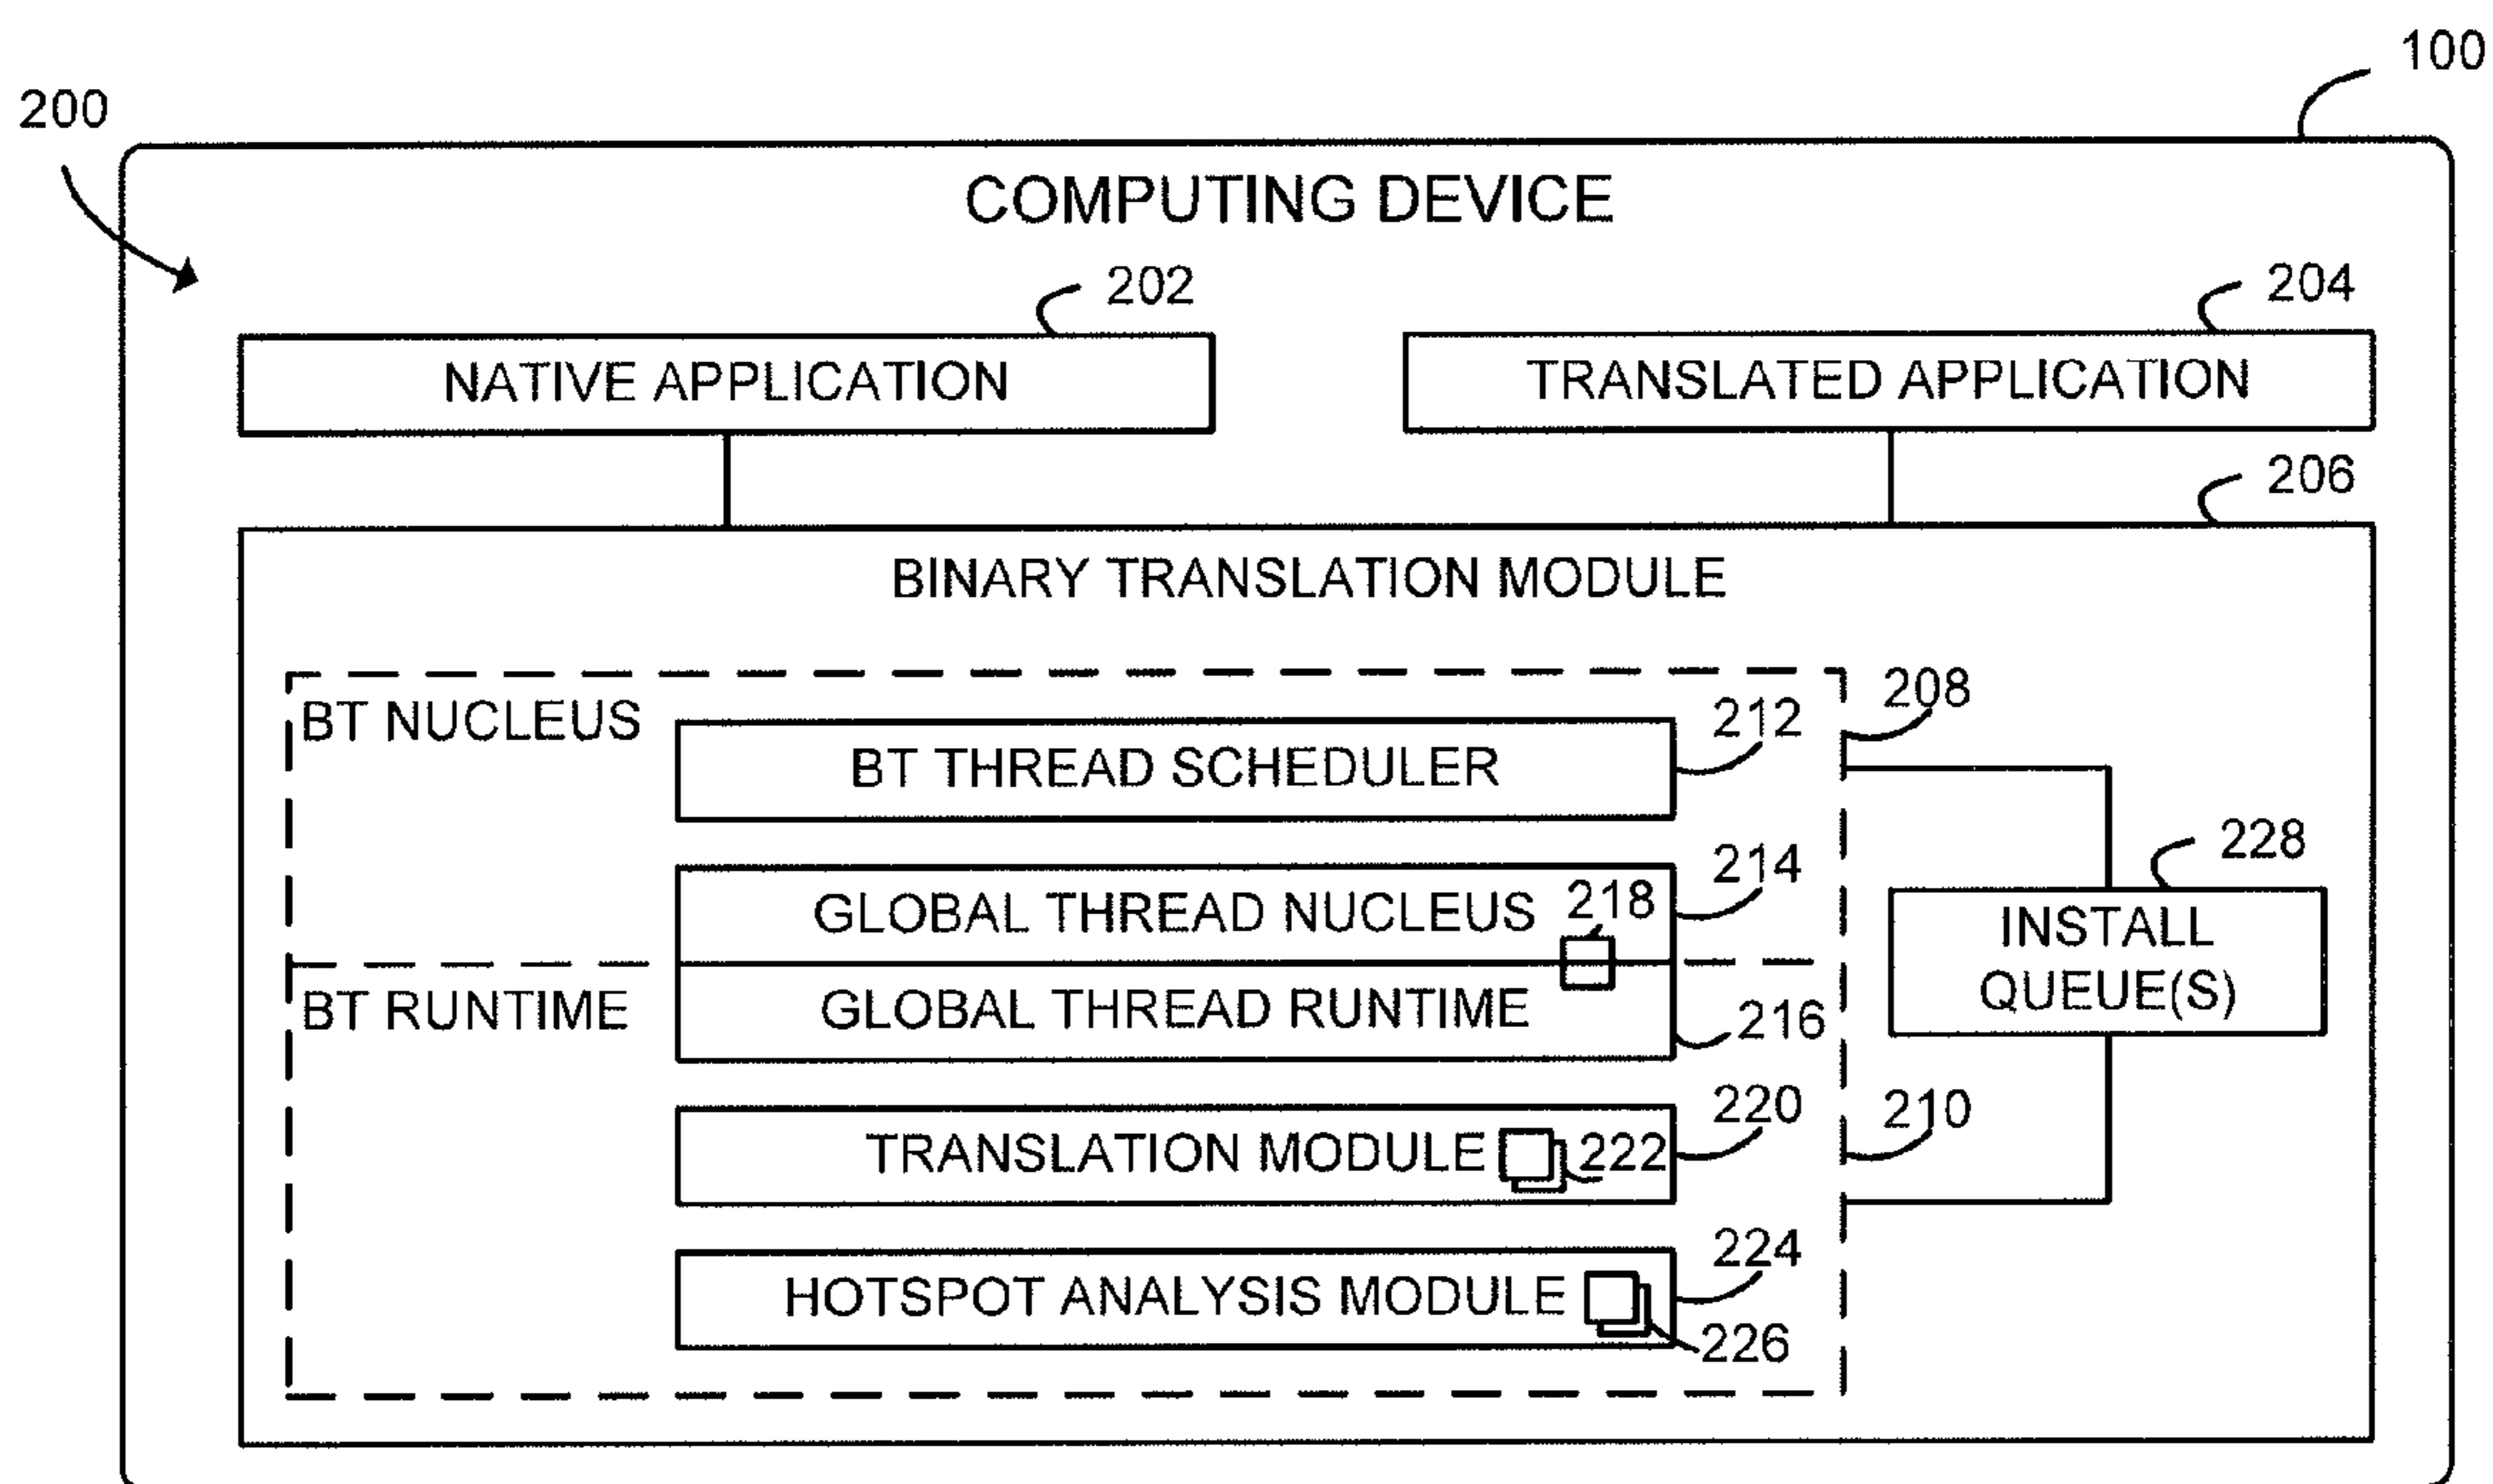 100
200
COMPUTING DEVICE
202
204
NATIVE APPLICATION
TRANSLATED APPLICATION
206
BINARY TRANSLATION MODULE
BT NUCLEUS
208
212
BT THREAD SCHEDULER
228
214
GLOBAL THREAD NUCLEUS
218
INSTALL
QUEUE(S)
BT RUNTIME
GLOBAL THREAD RUNTIME
216
220
210
TRANSLATION MODULE
222
224
HOTSPOT ANALYSIS MODULE
226